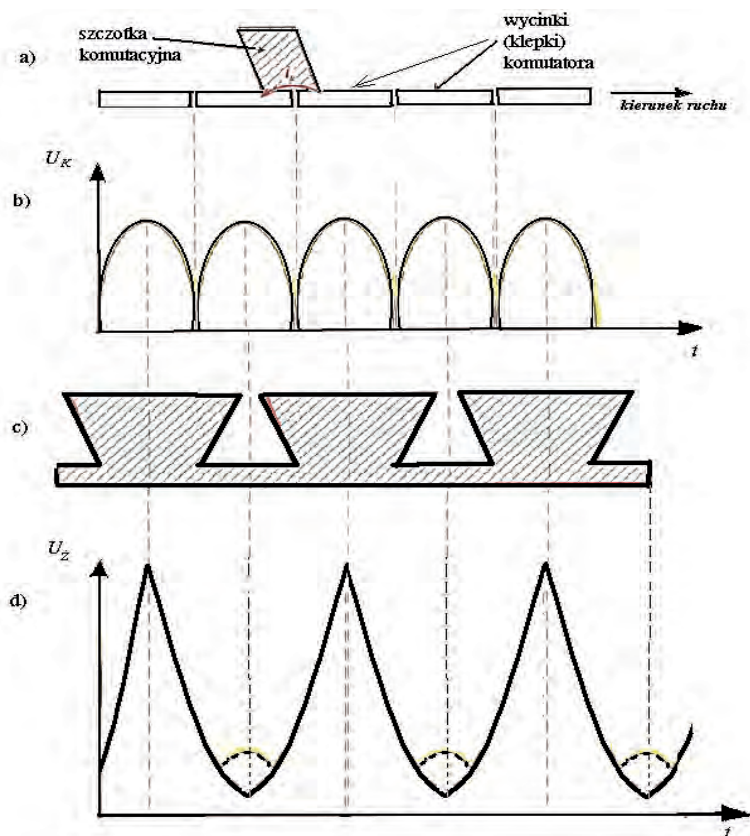 szczotka
komutacyjna
wycinki
(klepki)
komutatora
a)
kierunek ruchu
U_K
b)
t
c)
U_Ż
d)
t